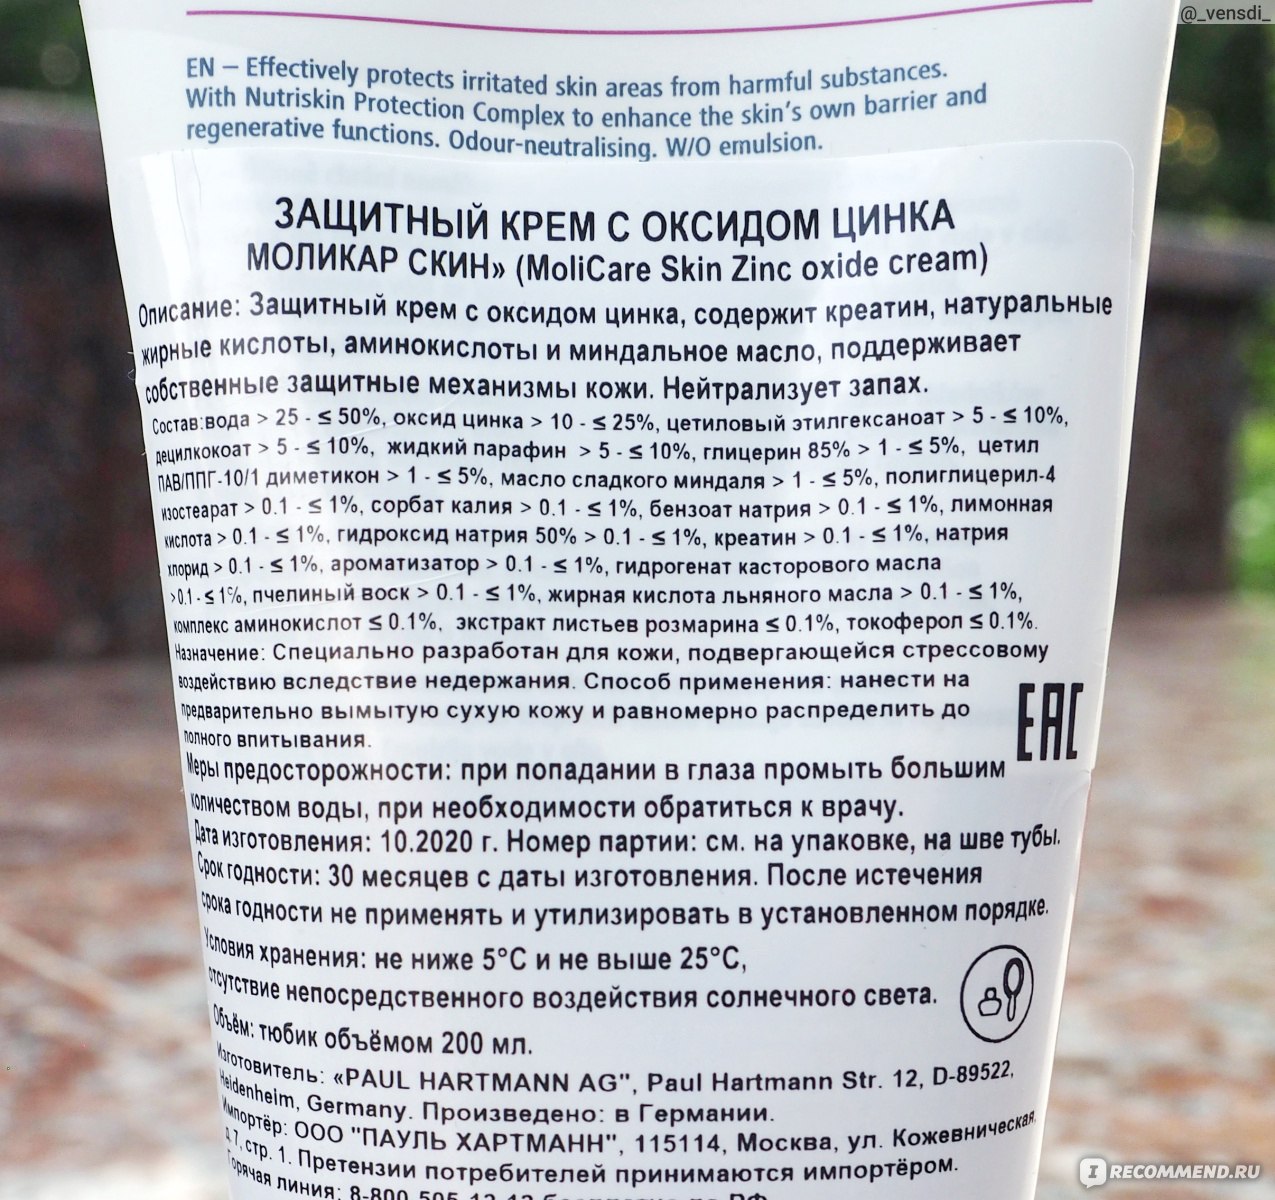 @_vensdi_
EN – Effectively protects irritated skin areas from harmful substances.
With Nutriskin Protection Complex to enhance the skin's own barrier and
regenerative functions. Odour-neutralising. W/O emulsion.
ЗАЩИТНЫЙ КРЕМ С ОКСИДОМ ЦИНКА
МОЛИКАР СКИН» (MoliCare Skin Zinc oxide cream)
Описание: Защитный крем с оксидом цинка, содержит креатин, натуральные
жирные кислоты, аминокислоты и миндальное масло, поддерживает
собственные защитные механизмы кожи. Нейтрализует запах.
Состав:вода > 25 - ≤ 50%, оксид цинка > 10 - ≤ 25%, цетиловый этилгексаноат > 5 - ≤ 10%,
децилкокоат > 5 - ≤ 10%, жидкий парафин > 5 - ≤ 10%, глицерин 85% > 1 - ≤ 5%, цетил
ПАВ/ППГ-10/1 диметикон > 1 - ≤ 5%, масло сладкого миндаля > 1 - ≤ 5%, полиглицерил-4
изостеарат > 0.1 - ≤ 1%, сорбат калия > 0.1 - ≤ 1%, бензоат натрия > 0.1 - ≤ 1%, лимонная
кислота > 0.1 - ≤ 1%, гидроксид натрия 50% > 0.1 - ≤ 1%, креатин > 0.1 - ≤ 1%, натрия
хлорид > 0.1 - ≤ 1%, ароматизатор > 0.1 - ≤ 1%, гидрогенат касторового масла
>0.1 - ≤ 1%, пчелиный воск > 0.1 - ≤ 1%, жирная кислота льняного масла > 0.1 - ≤ 1%,
комплекс аминокислот ≤ 0.1%, экстракт листьев розмарина ≤ 0.1%, токоферол ≤ 0.1%.
Назначение: Специально разработан для кожи, подвергающейся стрессовому
воздействию вследствие недержания. Способ применения: нанести на
предварительно вымытую сухую кожу и равномерно распределить до
полного впитывания.
EAC
Меры предосторожности: при попадании в глаза промыть большим
количеством воды, при необходимости обратиться к врачу.
Дата изготовления: 10.2020 г. Номер партии: см. на упаковке, на шве тубы.
Срок годности: 30 месяцев с даты изготовления. После истечения
срока годности не применять и утилизировать в установленном порядке.
Условия хранения: не ниже 5°C и не выше 25°C,
отсутствие непосредственного воздействия солнечного света.
Объём: тюбик объёмом 200 мл.
Изготовитель: «PAUL HARTMANN AG", Paul Hartmann Str. 12, D-89522,
Heidenheim, Germany. Произведено: в Германии.
Импортёр: ООО "ПАУЛЬ ХАРТМАНН", 115114, Москва, ул. Кожевническая,
д.7, стр. 1. Претензии потребителей принимаются импортёром.
Горячая линия: 8-800-505-12-12 бесплатно по РФ
IRECOMMEND.RU